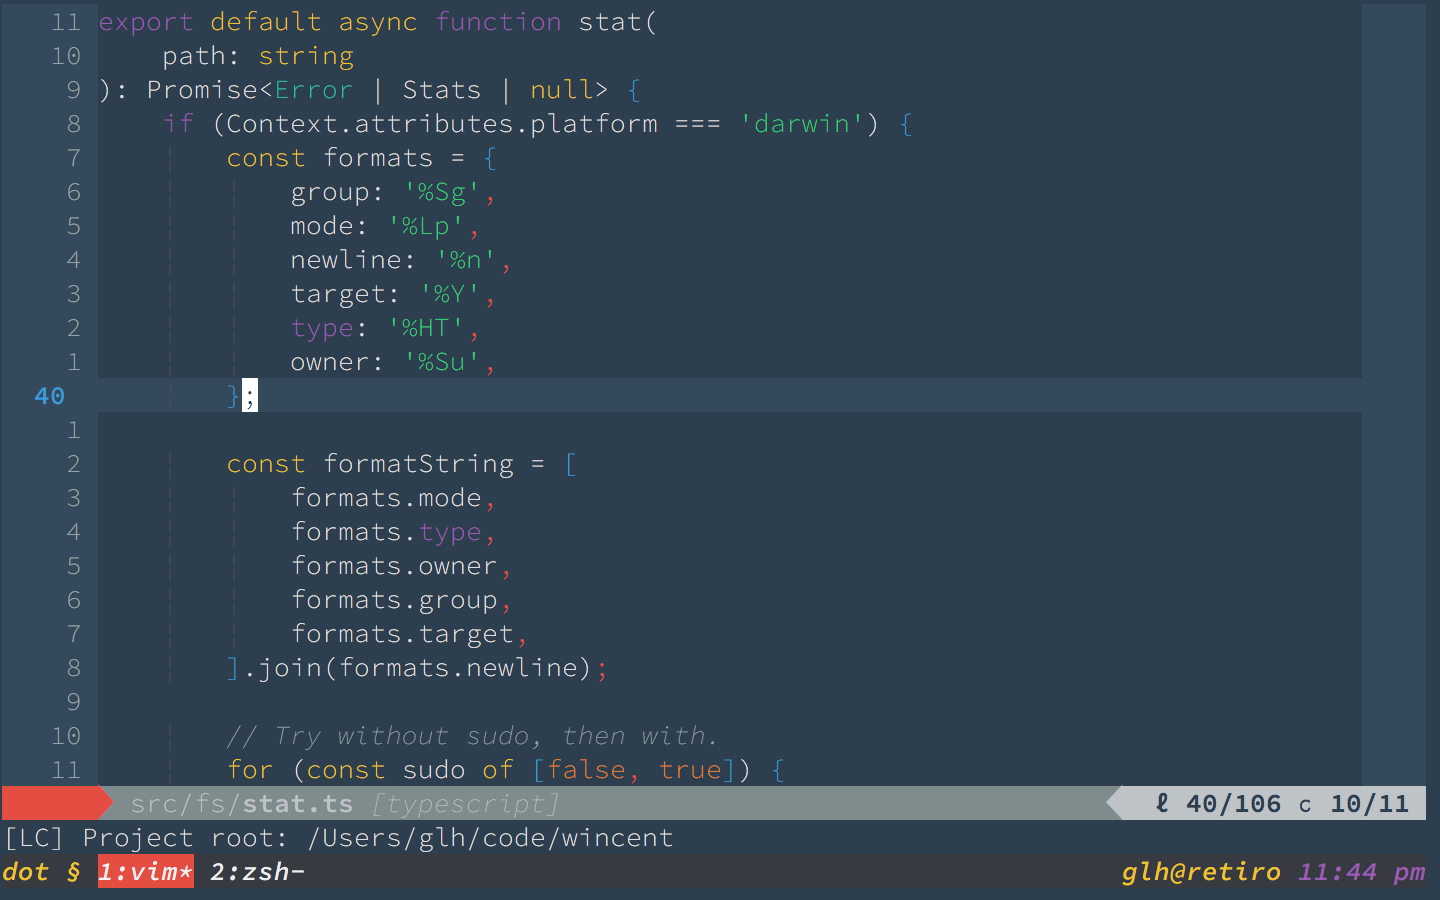 11 export default async function stat(
10     path: string
9 ): Promise<Error | Stats | null> {
8     if (Context.attributes.platform === 'darwin') {
7         const formats = {
6             group: '%Sg',
5             mode: '%Lp',
4             newline: '%n',
3             target: '%Y',
2             type: '%HT',
1             owner: '%Su',
40         };
1
2         const formatString = [
3             formats.mode,
4             formats.type,
5             formats.owner,
6             formats.group,
7             formats.target,
8         ].join(formats.newline);
9
10         // Try without sudo, then with.
11         for (const sudo of [false, true]) {
src/fs/stat.ts [typescript] ℓ 40/106 c 10/11
[LC] Project root: /Users/glh/code/wincent
dot § 1:vim* 2:zsh- glh@retiro 11:44 pm